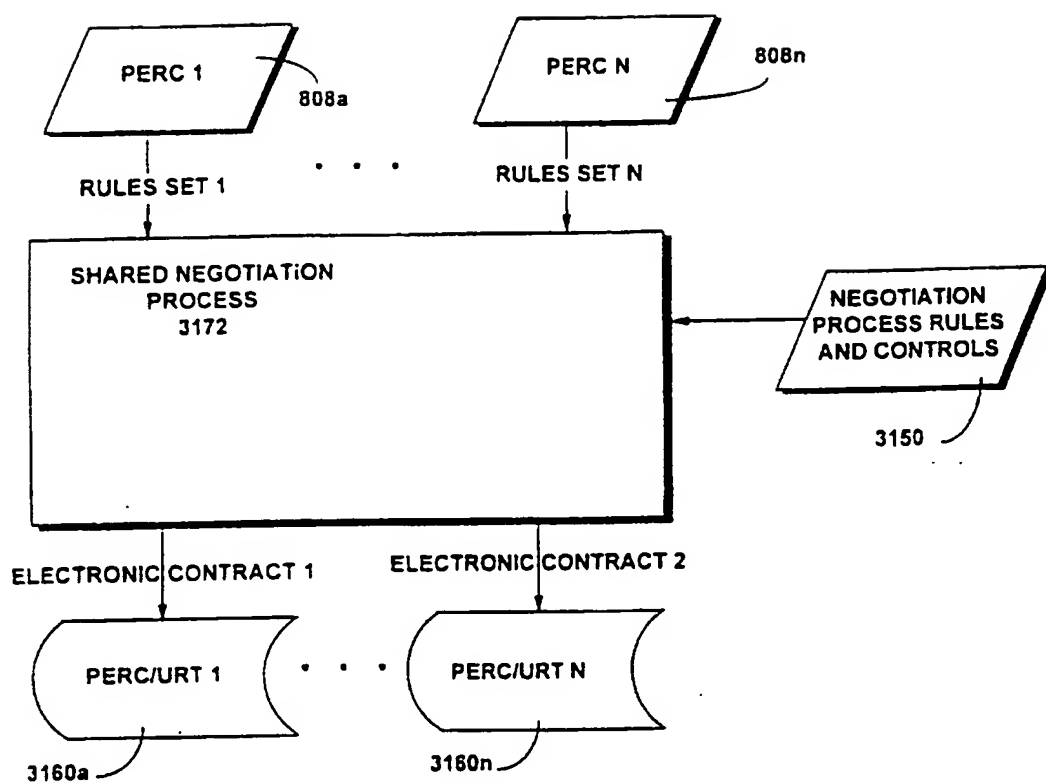 PERC 1
808a
PERC N
808n
RULES SET 1
. . .
RULES SET N
SHARED NEGOTIATiON
PROCESS
3172
NEGOTIATION
PROCESS RULES
AND CONTROLS
3150
ELECTRONIC CONTRACT 1
ELECTRONIC CONTRACT 2
PERC/URT 1
. . .
PERC/URT N
3160a
3160n